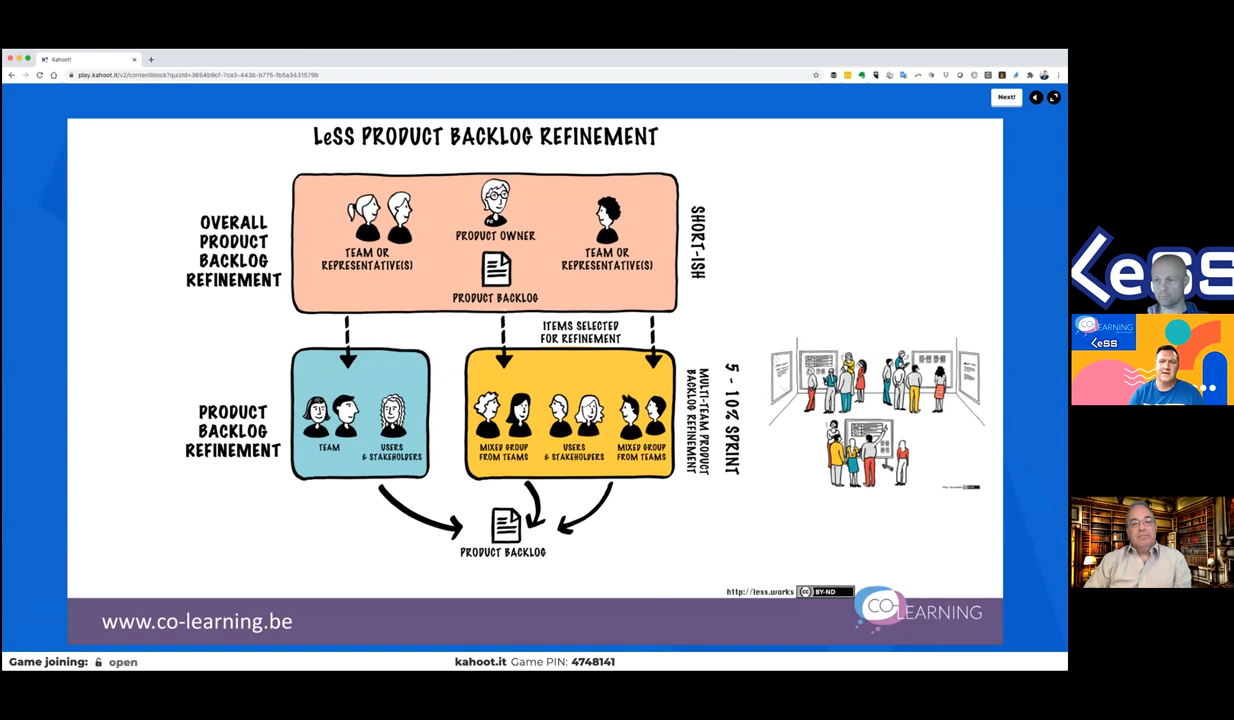 Kahoot!
play.kahoot.it/v2/contentblock?quizId=3654b9cf-7ca3-443b-b775-fb5a3431579b
Next!
LeSS PRODUCT BACKLOG REFINEMENT
OVERALL
PRODUCT
BACKLOG
REFINEMENT
TEAM OR
REPRESENTATIVE(S)
PO
PRODUCT OWNER
PRODUCT BACKLOG
TEAM OR
REPRESENTATIVE(S)
SHORT-ISH
ITEMS SELECTED
FOR REFINEMENT
PRODUCT
BACKLOG
REFINEMENT
TEAM
USERS
& STAKEHOLDERS
MIXED GROUP
FROM TEAMS
USERS
& STAKEHOLDERS
MIXED GROUP
FROM TEAMS
MULTI-TEAM PRODUCT
BACKLOG REFINEMENT
5 - 10% SPRINT
PRODUCT BACKLOG
http://less.works
cc BY-ND
www.co-learning.be
CO-LEARNING
Game joining: open
kahoot.it Game PIN: 4748141
LeSS
CO-LEARNING
LeSS